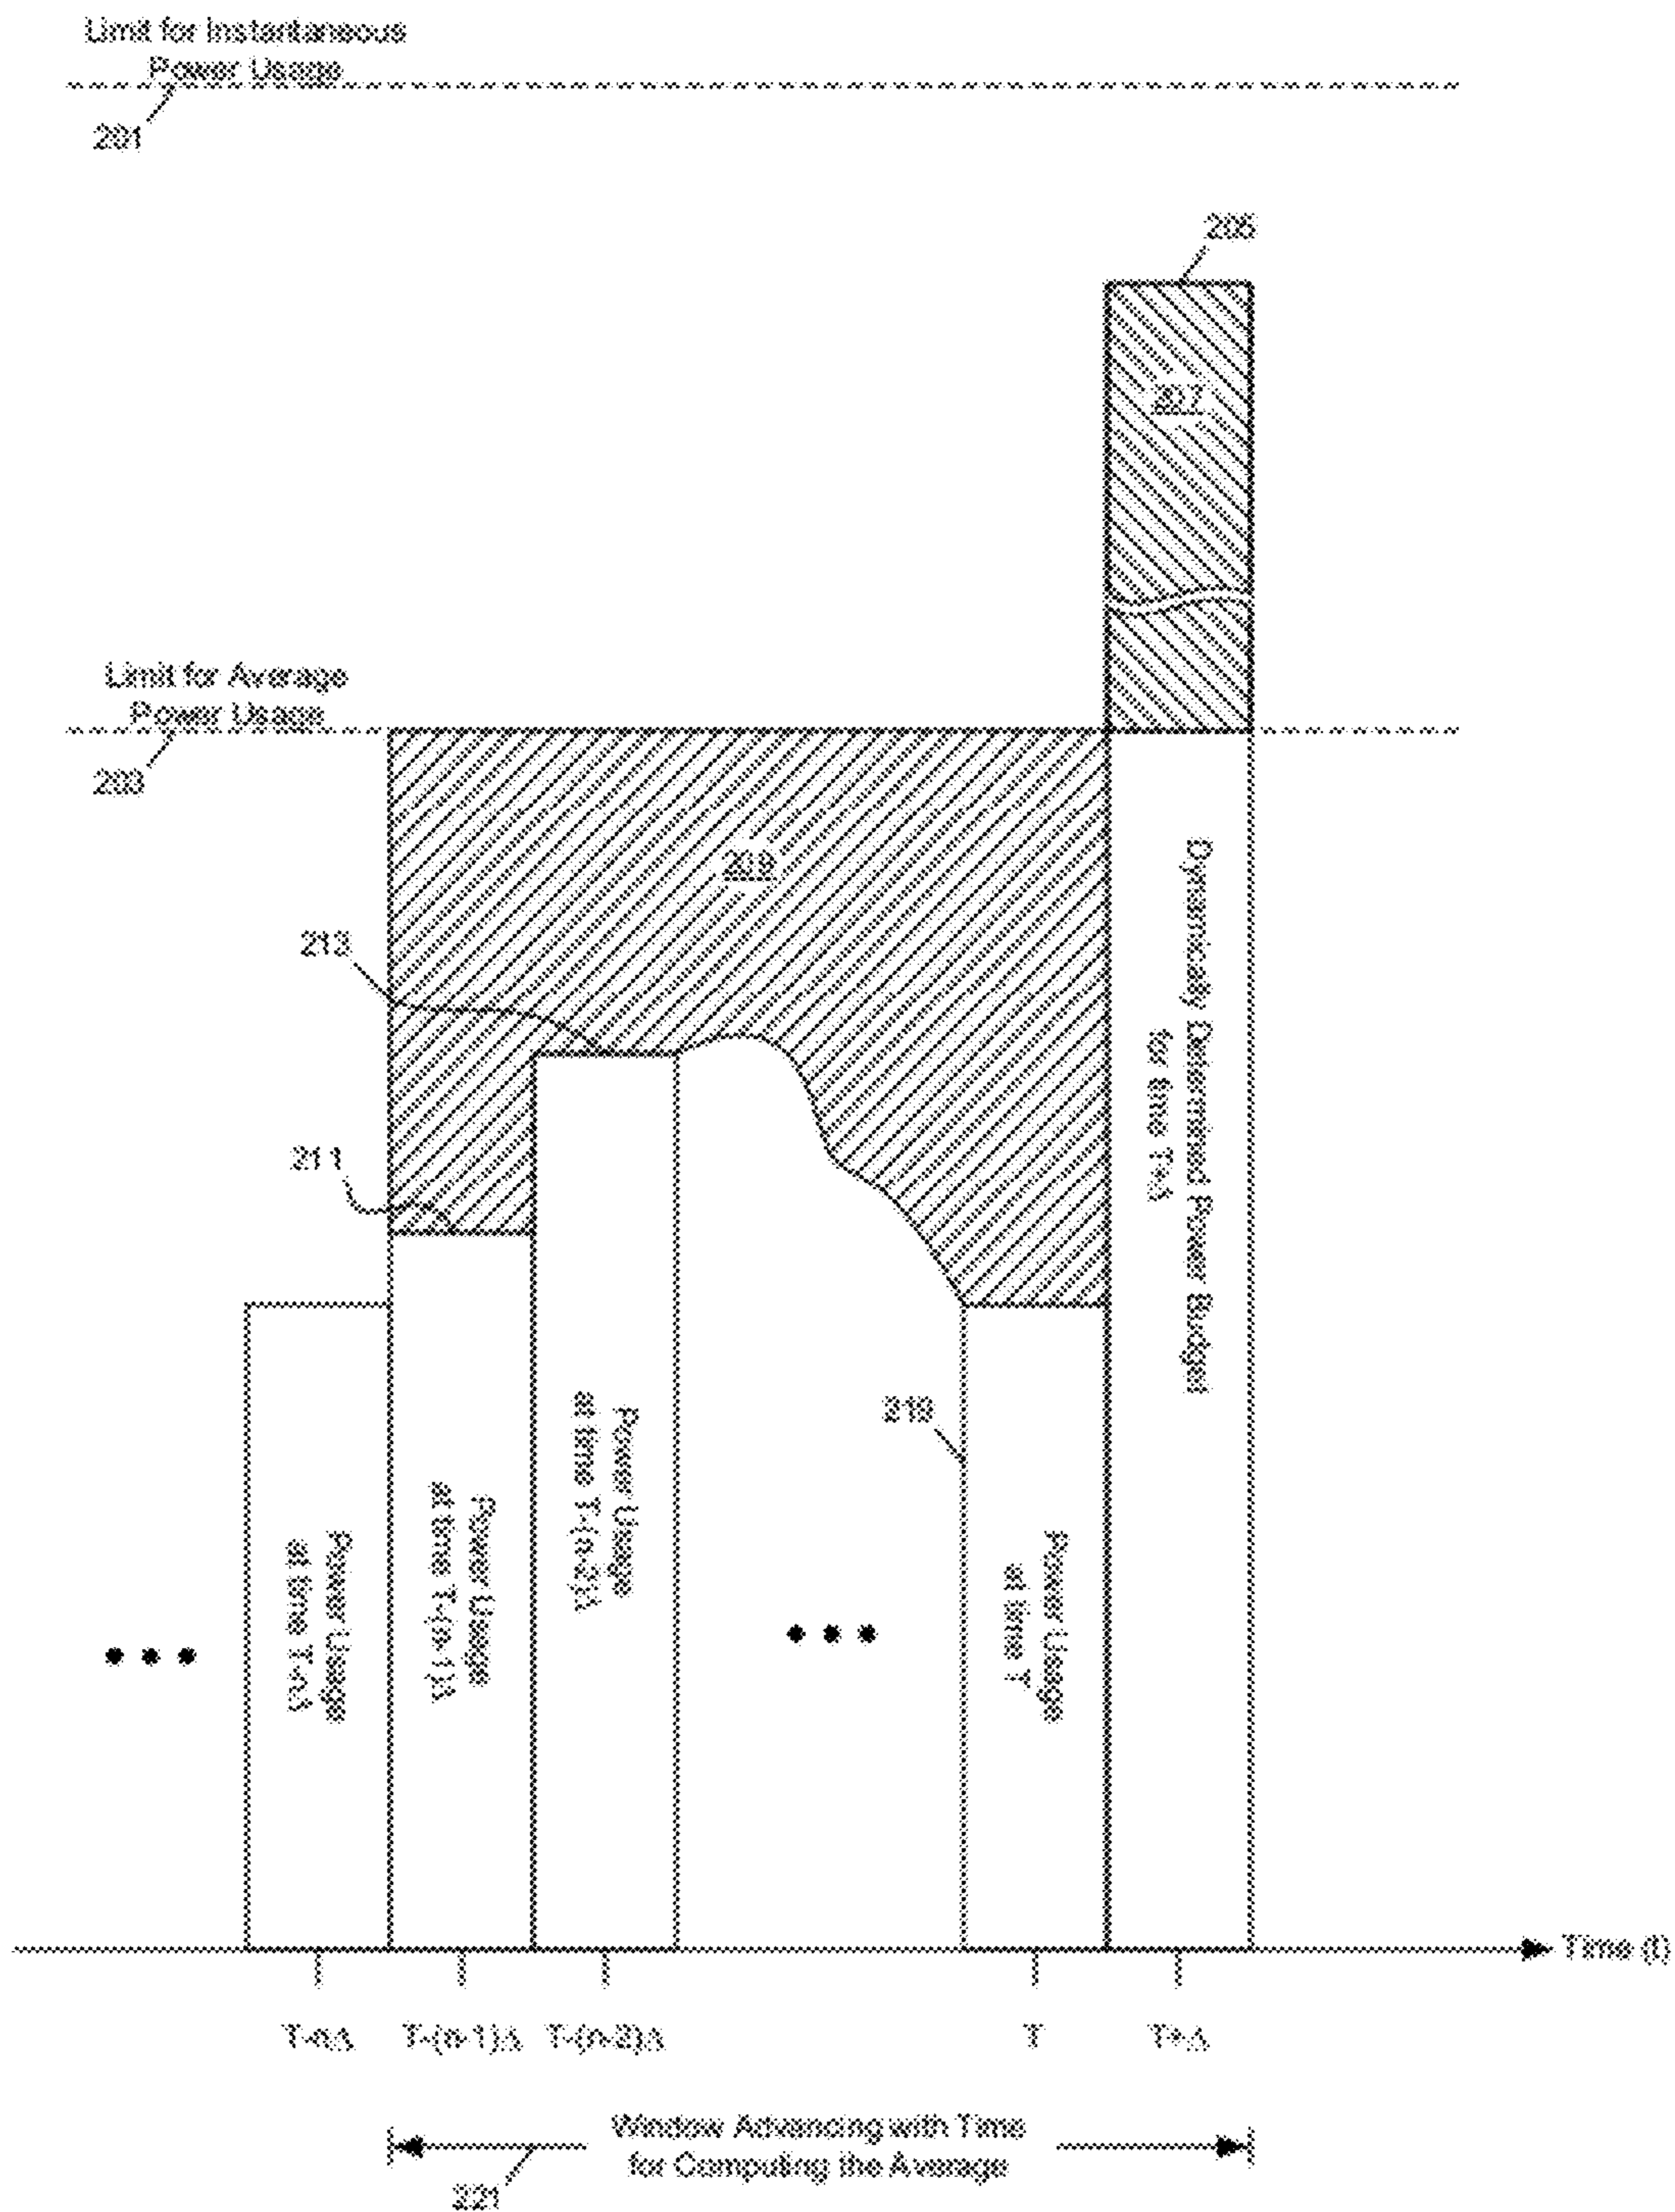 Limit for Instantaneous
Power Usage
201
205
207
Limit for Average
Power Usage
203
209
213
211
219
Dynamically Determined Power Budget
for time T+Δ
Power Usage
at time T-nΔ
Power Usage
at time T-(n-1)Δ
Power Usage
at time T-(n-2)Δ
Power Usage
at time T
Time (t)
T-nΔ
T-(n-1)Δ
T-(n-2)Δ
T
T+Δ
Window Advancing with Time
for Computing the Average
221